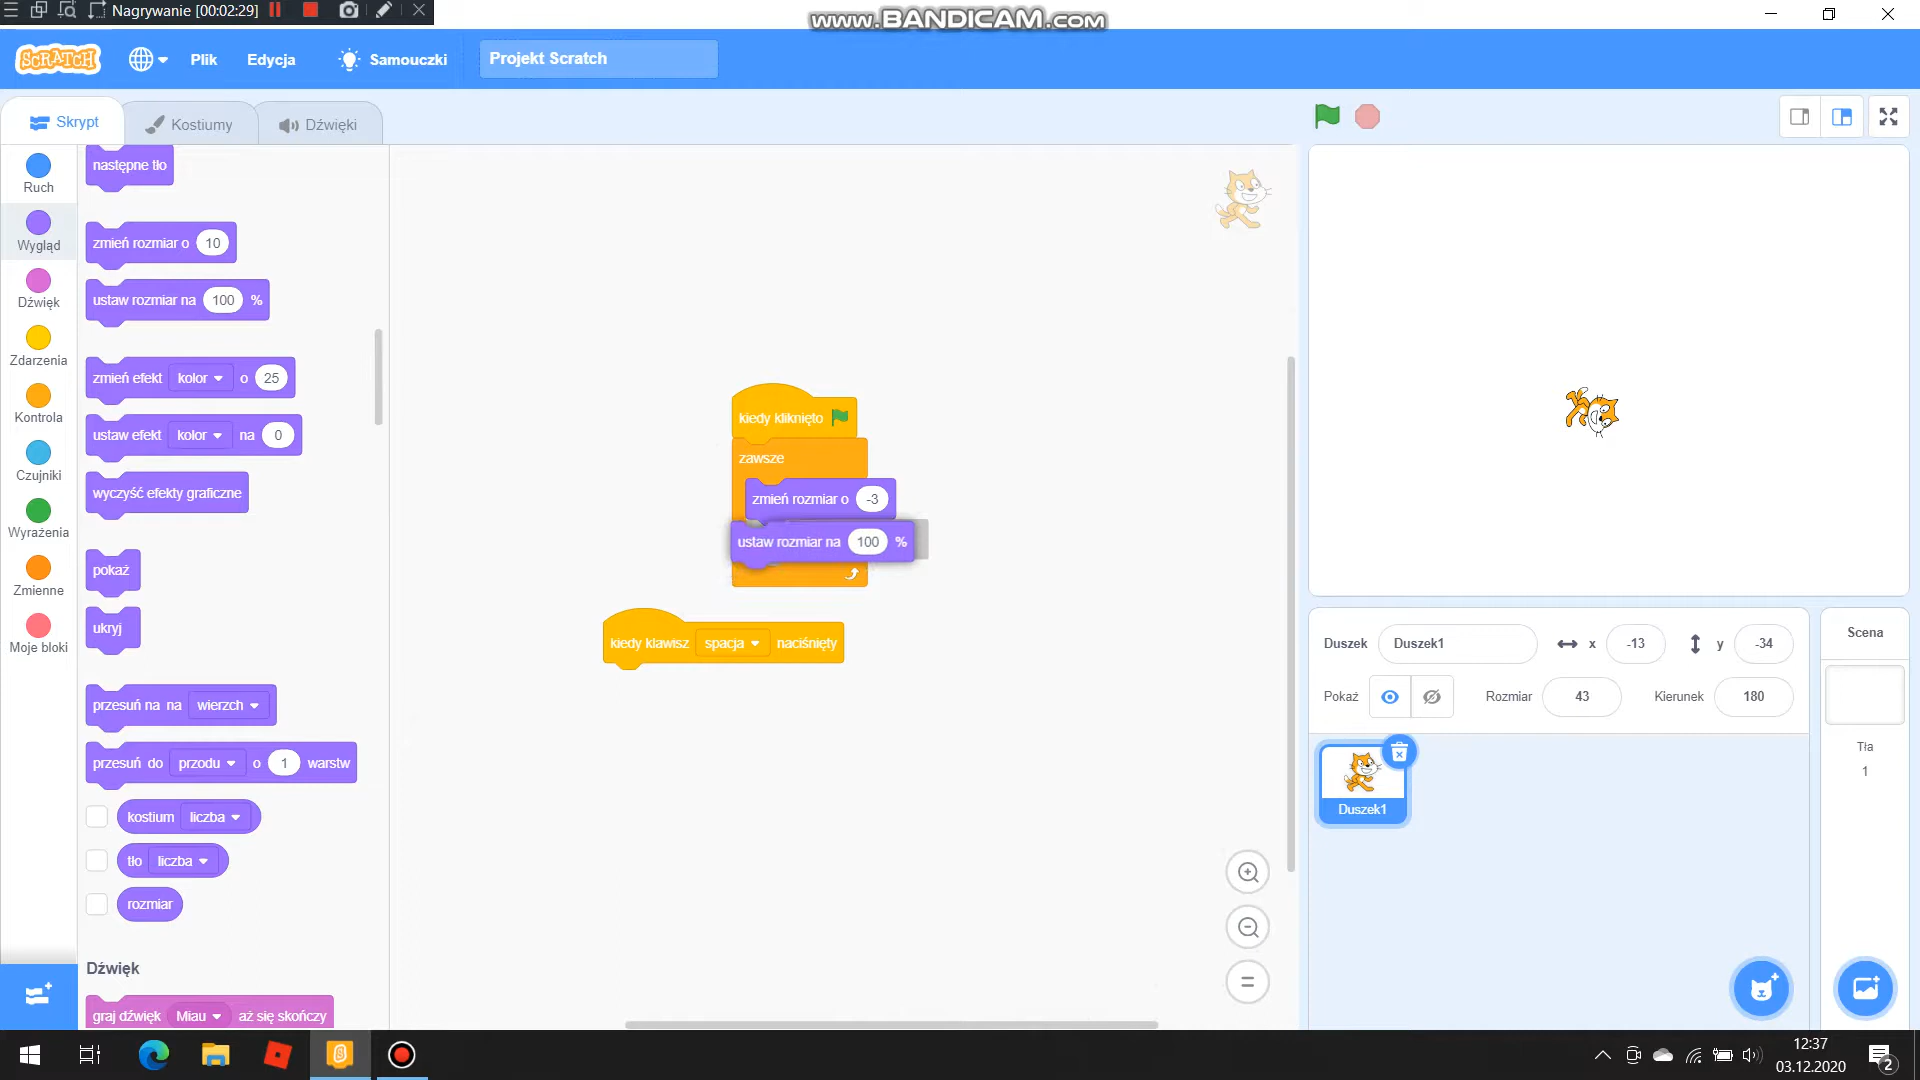 Nagrywanie [00:02:29]
www.BANDICAM.com
SCRATCH
Plik
Edycja
Samouczki
Projekt Scratch
Skrypt
Kostiumy
Dźwięki
Ruch
Wygląd
Dźwięk
Zdarzenia
Kontrola
Czujniki
Wyrażenia
Zmienne
Moje bloki
następne tło
zmień rozmiar o 10
ustaw rozmiar na 100 %
zmień efekt kolor o 25
ustaw efekt kolor na 0
wyczyść efekty graficzne
pokaż
ukryj
przesuń na na wierzch
przesuń do przodu o 1 warstw
kostium liczba
tło liczba
rozmiar
Dźwięk
graj dźwięk Miau aż się skończy
kiedy kliknięto
zawsze
zmień rozmiar o -3
ustaw rozmiar na 100 %
kiedy klawisz spacja naciśnięty
Duszek Duszek1 x -13 y -34
Pokaż Rozmiar 43 Kierunek 180
Duszek1
Scena
Tła
1
12:37
03.12.2020
2